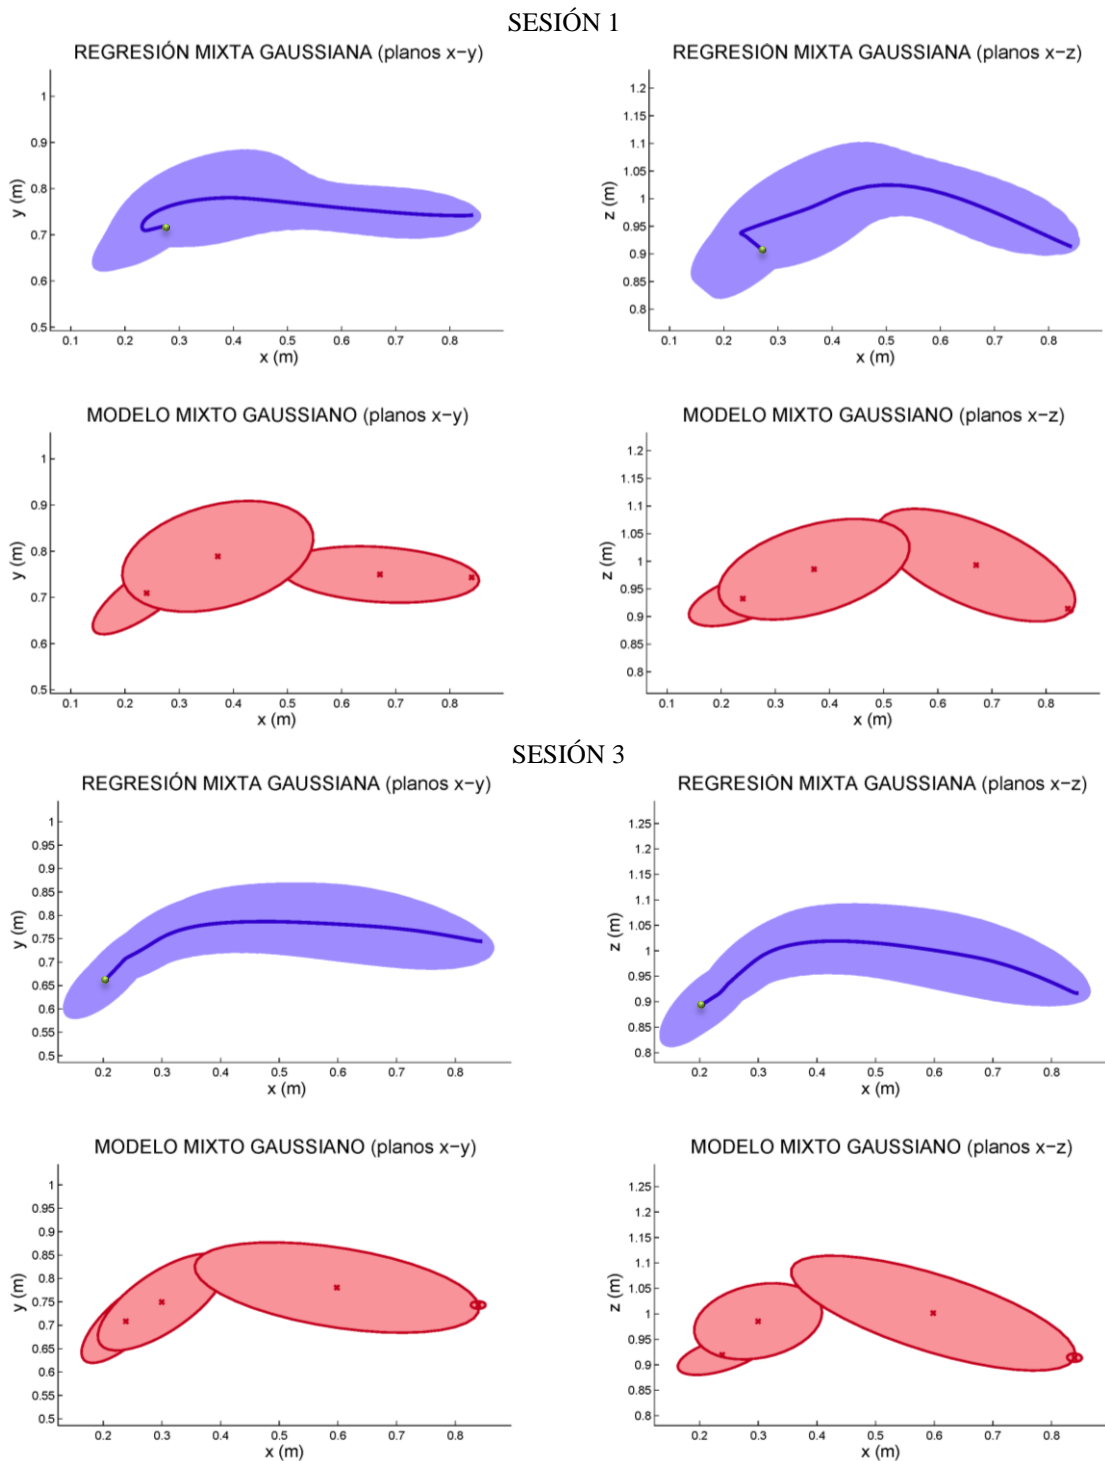 SESIÓN 1
REGRESIÓN MIXTA GAUSSIANA (planos x−y)
1
0.9
0.8
0.7
0.6
0.5
y (m)
0.1 0.2 0.3 0.4 0.5 0.6 0.7 0.8
x (m)
REGRESIÓN MIXTA GAUSSIANA (planos x−z)
1.2
1.15
1.1
1.05
1
0.95
0.9
0.85
0.8
z (m)
0.1 0.2 0.3 0.4 0.5 0.6 0.7 0.8
x (m)
MODELO MIXTO GAUSSIANO (planos x−y)
1
0.9
0.8
0.7
0.6
0.5
y (m)
0.1 0.2 0.3 0.4 0.5 0.6 0.7 0.8
x (m)
MODELO MIXTO GAUSSIANO (planos x−z)
1.2
1.15
1.1
1.05
1
0.95
0.9
0.85
0.8
z (m)
0.1 0.2 0.3 0.4 0.5 0.6 0.7 0.8
x (m)
SESIÓN 3
REGRESIÓN MIXTA GAUSSIANA (planos x−y)
1
0.95
0.9
0.85
0.8
0.75
0.7
0.65
0.6
0.55
0.5
y (m)
0.2 0.3 0.4 0.5 0.6 0.7 0.8
x (m)
REGRESIÓN MIXTA GAUSSIANA (planos x−z)
1.25
1.2
1.15
1.1
1.05
1
0.95
0.9
0.85
0.8
z (m)
0.2 0.3 0.4 0.5 0.6 0.7 0.8
x (m)
MODELO MIXTO GAUSSIANO (planos x−y)
1
0.95
0.9
0.85
0.8
0.75
0.7
0.65
0.6
0.55
0.5
y (m)
0.2 0.3 0.4 0.5 0.6 0.7 0.8
x (m)
MODELO MIXTO GAUSSIANO (planos x−z)
1.25
1.2
1.15
1.1
1.05
1
0.95
0.9
0.85
0.8
z (m)
0.2 0.3 0.4 0.5 0.6 0.7 0.8
x (m)